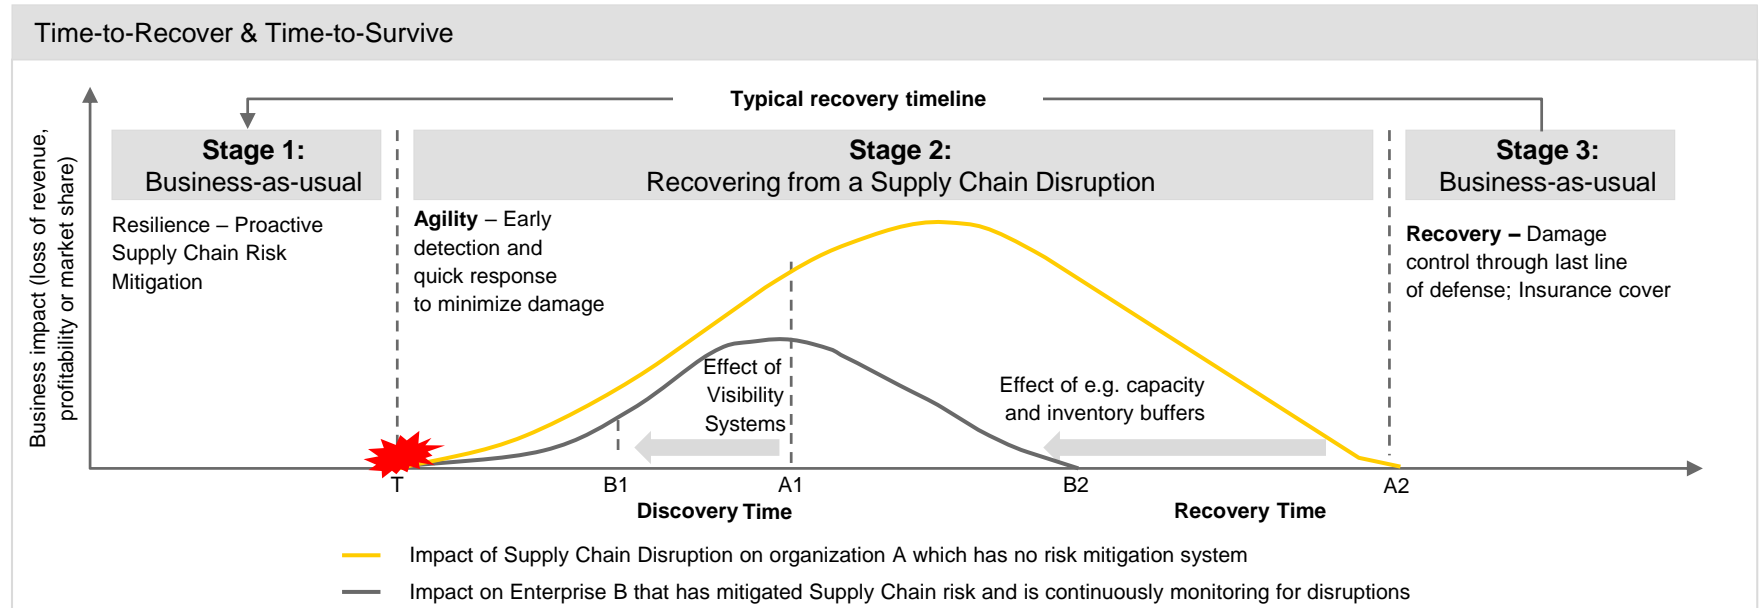 Time-to-Recover & Time-to-Survive
Typical recovery timeline
Business impact (loss of revenue,
profitability or market share)
Stage 1:
Business-as-usual
Resilience – Proactive
Supply Chain Risk
Mitigation
Stage 2:
Recovering from a Supply Chain Disruption
Agility – Early
detection and
quick response
to minimize damage
Stage 3:
Business-as-usual
Recovery – Damage
control through last line
of defense; Insurance cover
Effect of
Visibility
Systems
Effect of e.g. capacity
and inventory buffers
T
B1
A1
B2
A2
Discovery Time
Recovery Time
Impact of Supply Chain Disruption on organization A which has no risk mitigation system
Impact on Enterprise B that has mitigated Supply Chain risk and is continuously monitoring for disruptions